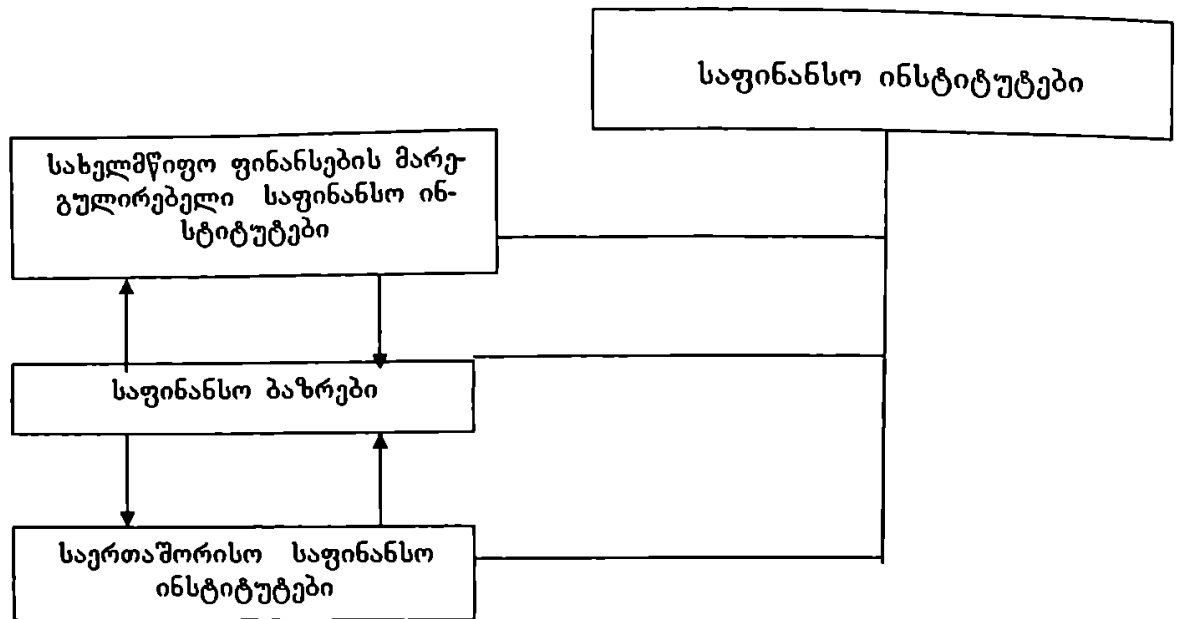 საფინანსო ინსტიტუტები
სახელმწიფო ფინანსების მარე-
გულირებელი საფინანსო ინ-
სტიტუტები
საფინანსო ბაზრები
საერთაშორისო საფინანსო
ინსტიტუტები